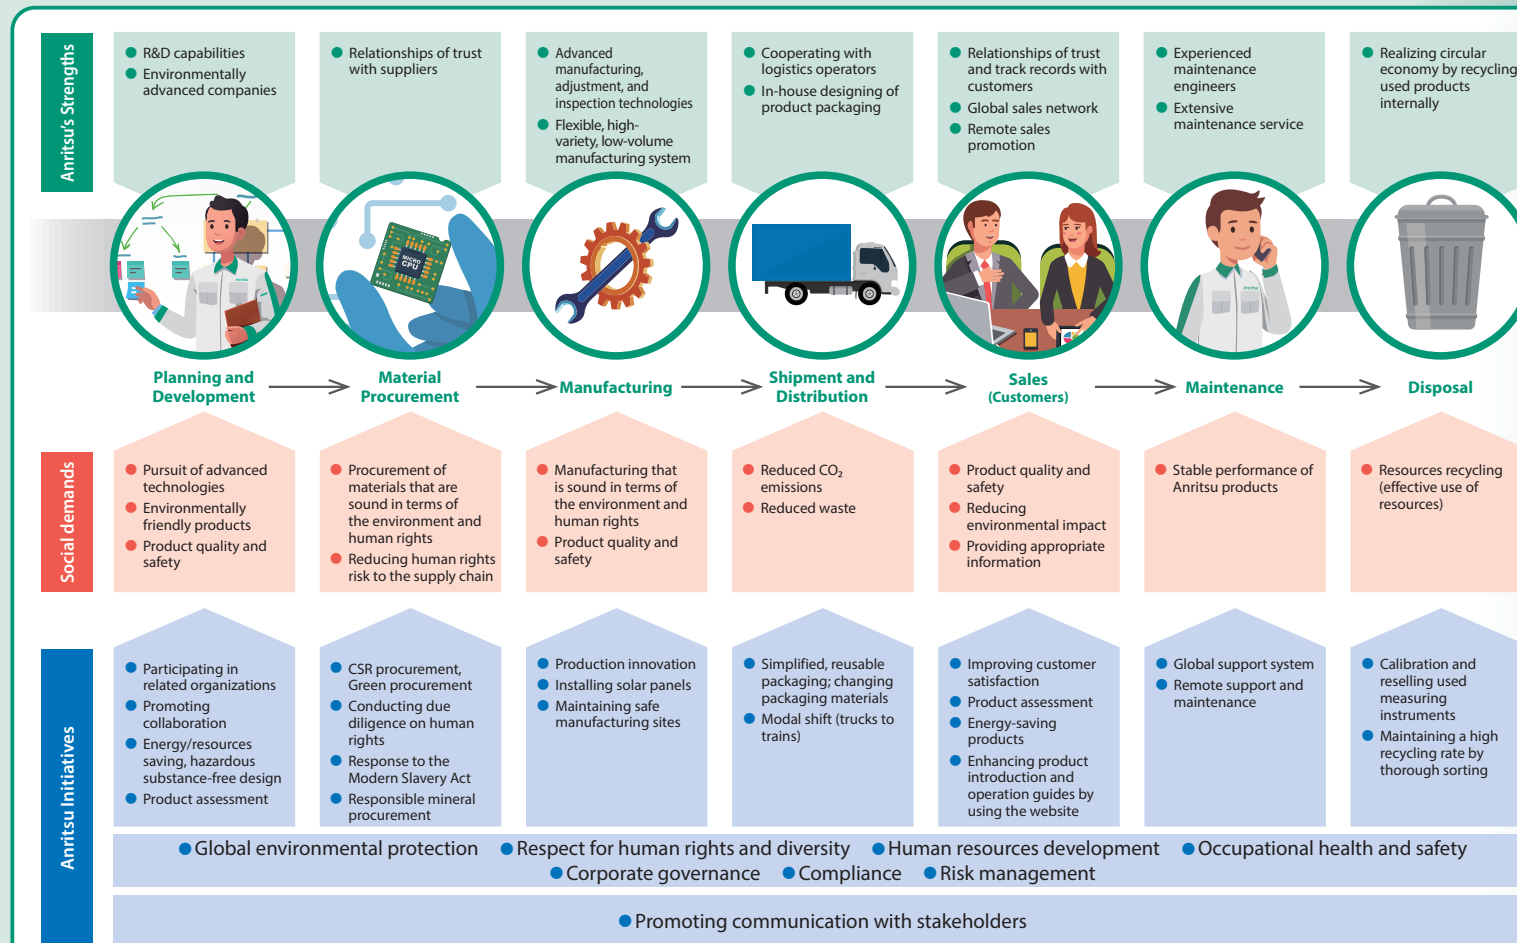 Anritsu's Strengths
R&D capabilities
Environmentally
advanced companies
Relationships of trust
with suppliers
Advanced
manufacturing,
adjustment, and
inspection technologies
Flexible, high-
variety, low-volume
manufacturing system
Cooperating with
logistics operators
In-house designing of
product packaging
Relationships of trust
and track records with
customers
Global sales network
Remote sales
promotion
Experienced
maintenance
engineers
Extensive
maintenance service
Realizing circular
economy by recycling
used products
internally
Anritsu
MICRO
CPU
Anritsu
Planning and
Development
Material
Procurement
Manufacturing
Shipment and
Distribution
Sales
(Customers)
Maintenance
Disposal
Social demands
Pursuit of advanced
technologies
Environmentally
friendly products
Product quality and
safety
Procurement of
materials that are
sound in terms of
the environment and
human rights
Reducing human rights
risk to the supply chain
Manufacturing that
is sound in terms of
the environment and
human rights
Product quality and
safety
Reduced CO₂
emissions
Reduced waste
Product quality and
safety
Reducing
environmental impact
Providing appropriate
information
Stable performance of
Anritsu products
Resources recycling
(effective use of
resources)
Anritsu Initiatives
Participating in
related organizations
Promoting
collaboration
Energy/resources
saving, hazardous
substance-free design
Product assessment
CSR procurement,
Green procurement
Conducting due
diligence on human
rights
Response to the
Modern Slavery Act
Responsible mineral
procurement
Production innovation
Installing solar panels
Maintaining safe
manufacturing sites
Simplified, reusable
packaging; changing
packaging materials
Modal shift (trucks to
trains)
Improving customer
satisfaction
Product assessment
Energy-saving
products
Enhancing product
introduction and
operation guides by
using the website
Global support system
Remote support and
maintenance
Calibration and
reselling used
measuring
instruments
Maintaining a high
recycling rate by
thorough sorting
Global environmental protection Respect for human rights and diversity Human resources development Occupational health and safety
Corporate governance Compliance Risk management
Promoting communication with stakeholders